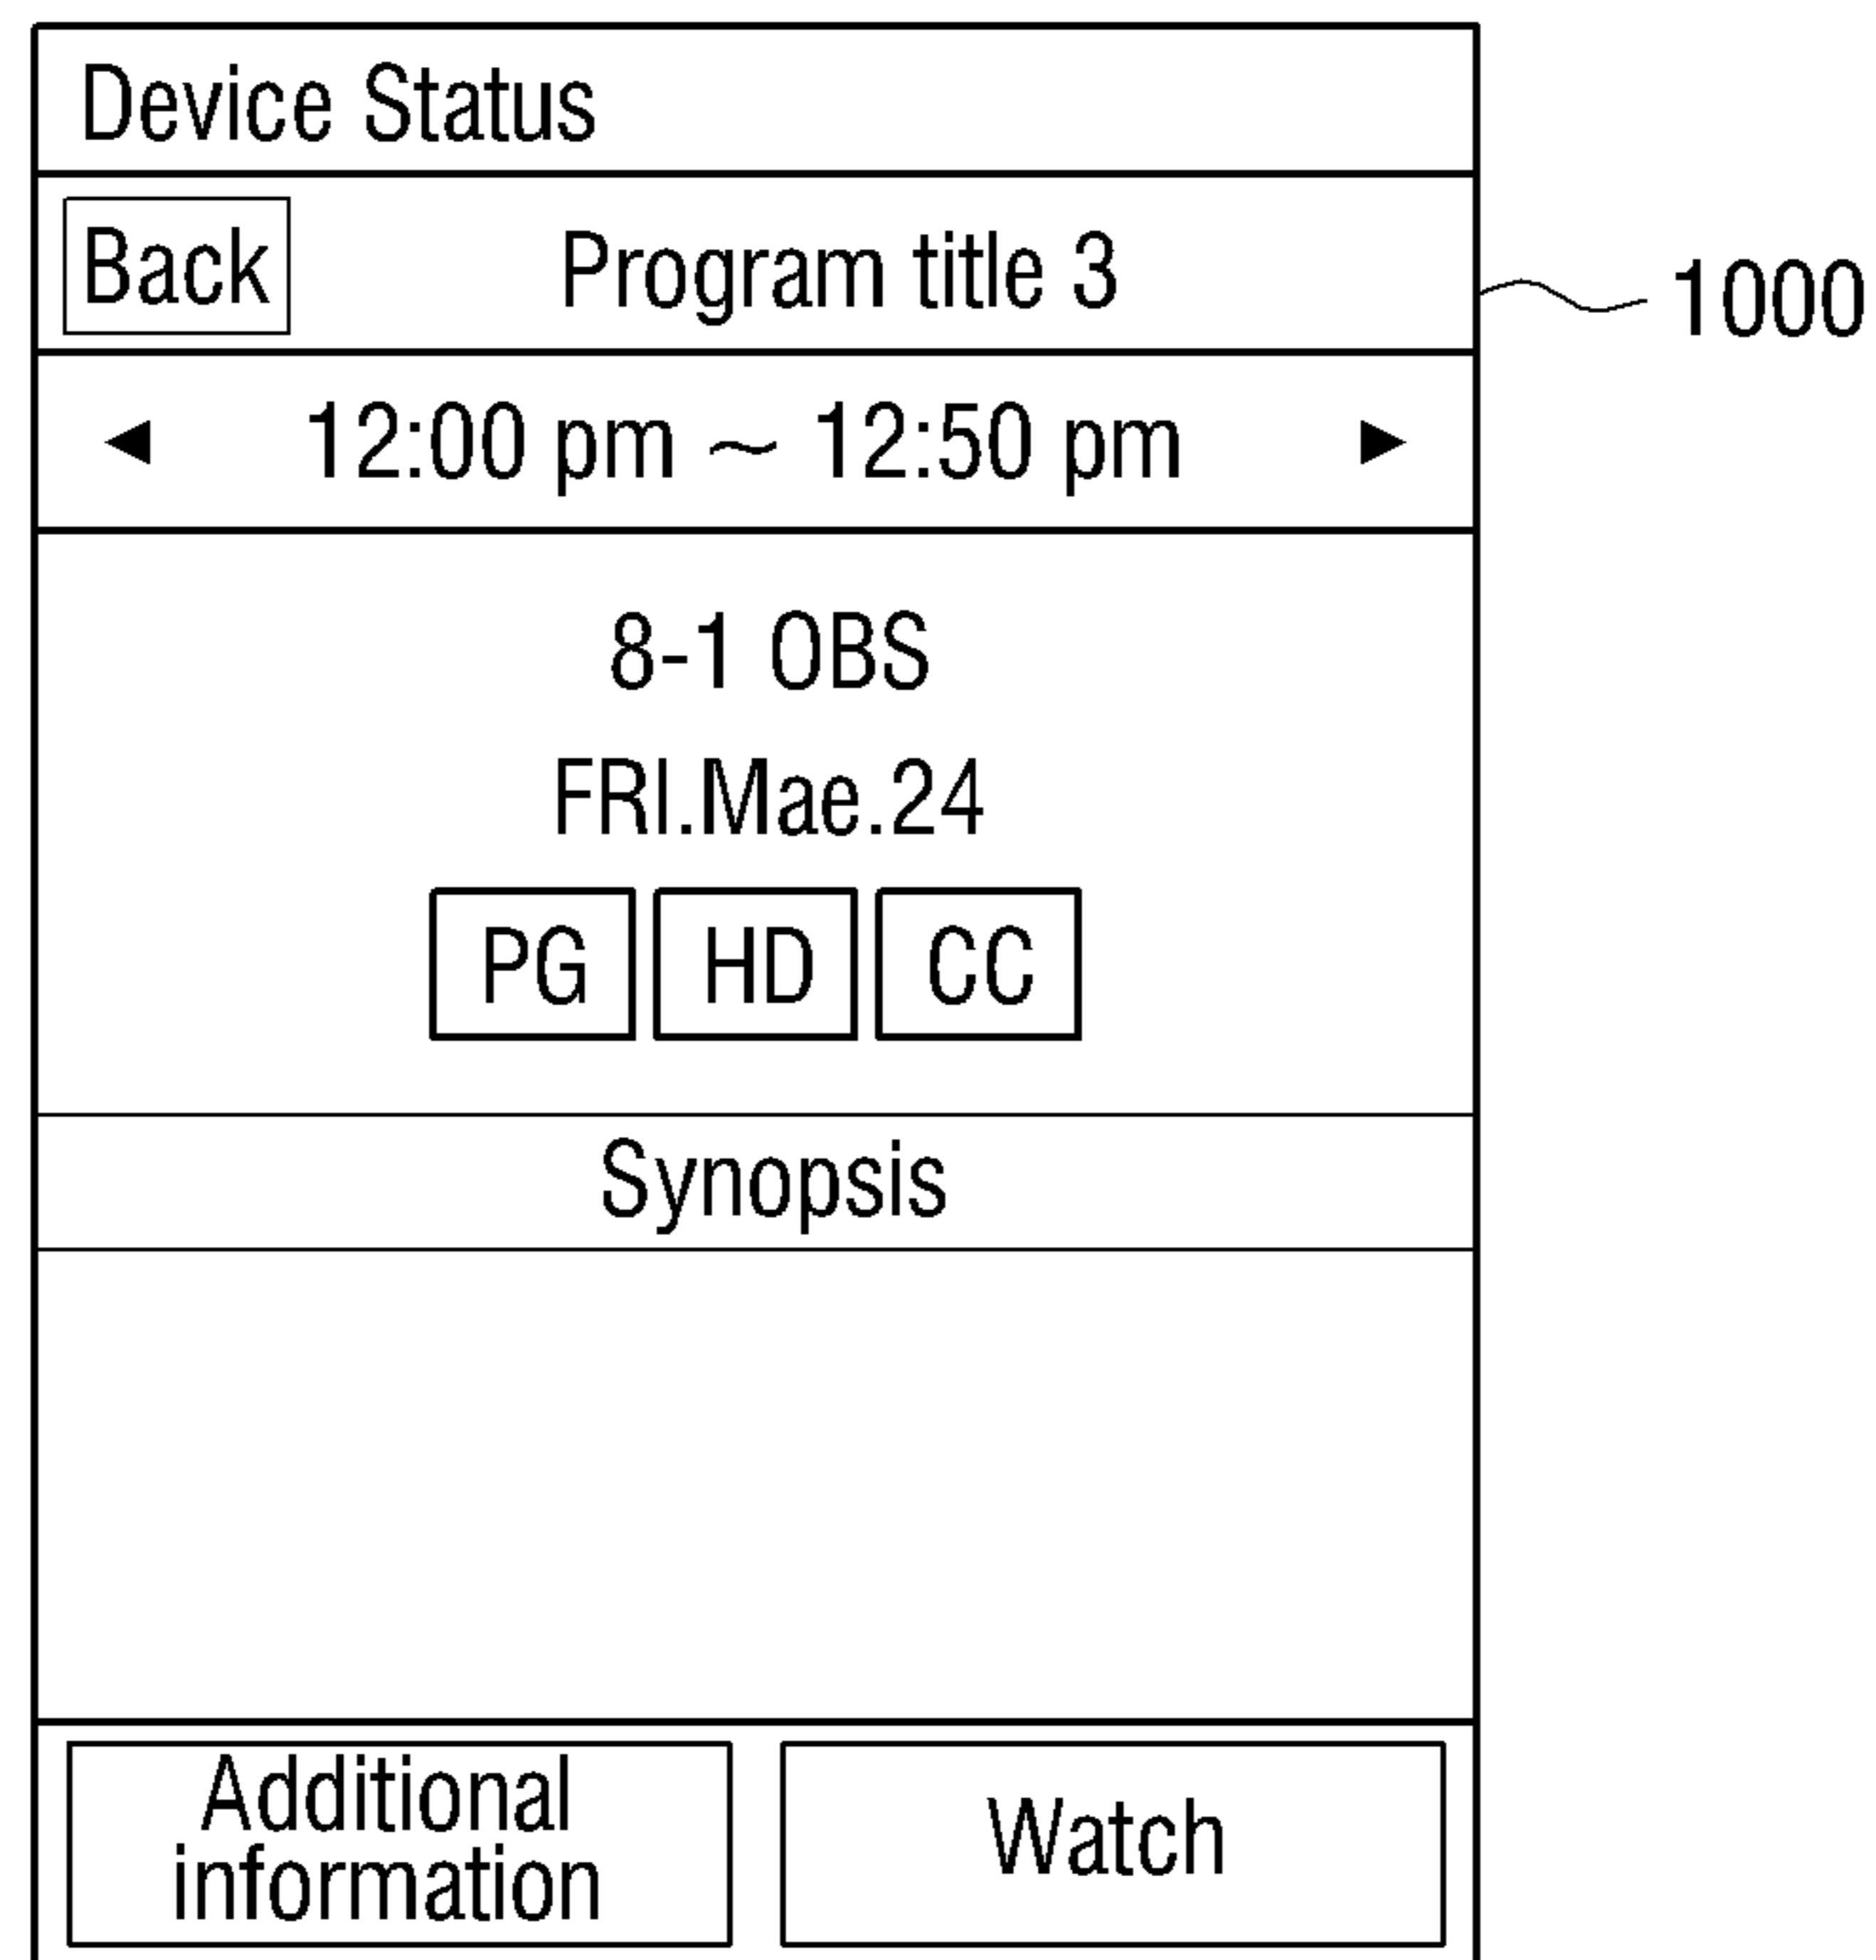 Device Status
Back Program title 3
1000
◄ 12:00 pm ~ 12:50 pm ►
8-1 OBS
FRI.Mae.24
PG HD CC
Synopsis
Additional
information
Watch